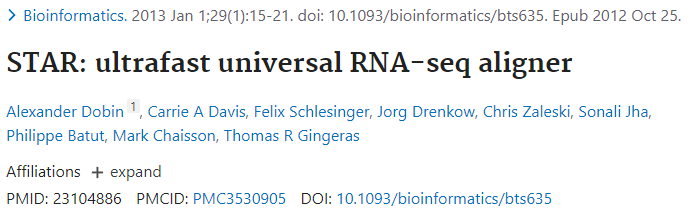 Bioinformatics. 2013 Jan 1;29(1):15-21. doi: 10.1093/bioinformatics/bts635. Epub 2012 Oct 25.
STAR: ultrafast universal RNA-seq aligner
Alexander Dobin 1 , Carrie A Davis, Felix Schlesinger, Jorg Drenkow, Chris Zaleski, Sonali Jha,
Philippe Batut, Mark Chaisson, Thomas R Gingeras
Affiliations + expand
PMID: 23104886 PMCID: PMC3530905 DOI: 10.1093/bioinformatics/bts635